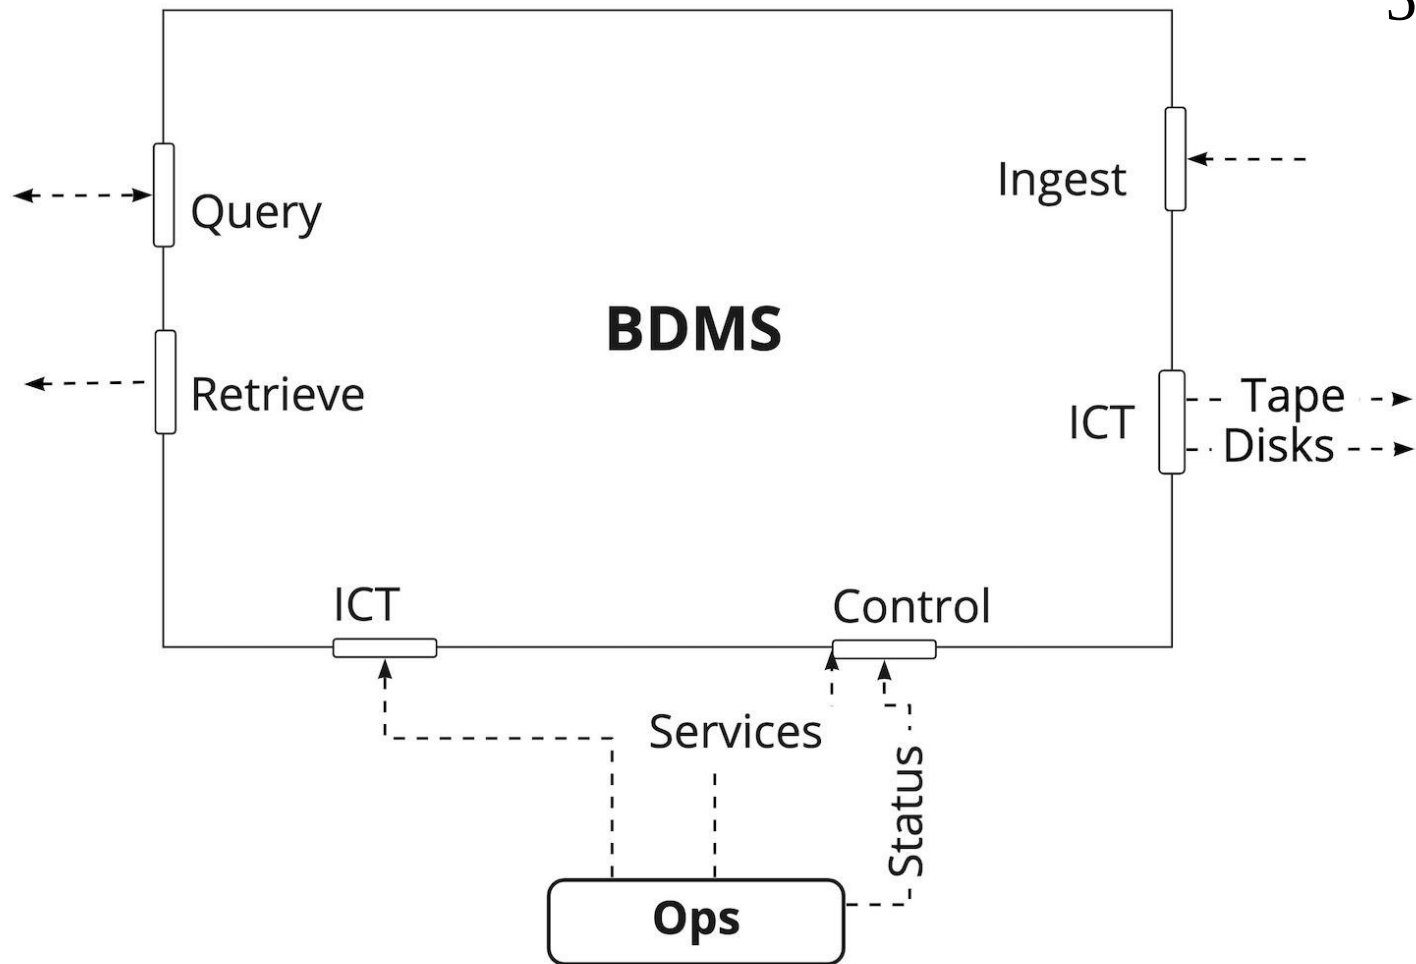 Ingest
Query
BDMS
Retrieve
Tape
ICT
Disks
ICT
Control
Services
Status
Ops